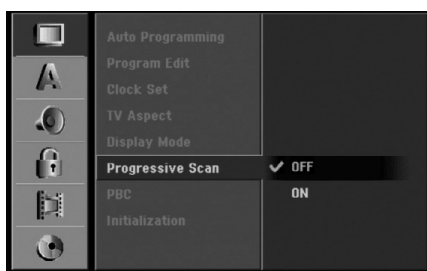 Auto Programming
Program Edit
Clock Set
TV Aspect
Display Mode
Progressive Scan
OFF
PBC
ON
Initialization
A